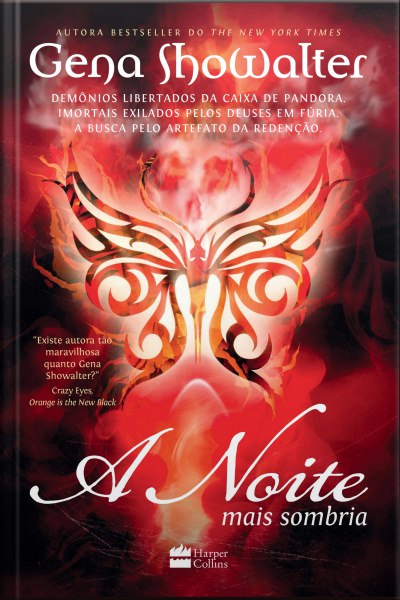 AUTORA BESTSELLER DO THE NEW YORK TIMES
Gena Showalter
DEMÔNIOS LIBERTADOS DA CAIXA DE PANDORA.
IMORTAIS EXILADOS PELOS DEUSES EM FÚRIA.
A BUSCA PELO ARTEFATO DA REDENÇÃO.
“Existe autora tão
maravilhosa
quanto Gena
Showalter?”
Crazy Eyes,
Orange is the New Black
A Noite
mais sombria
Harper
Collins